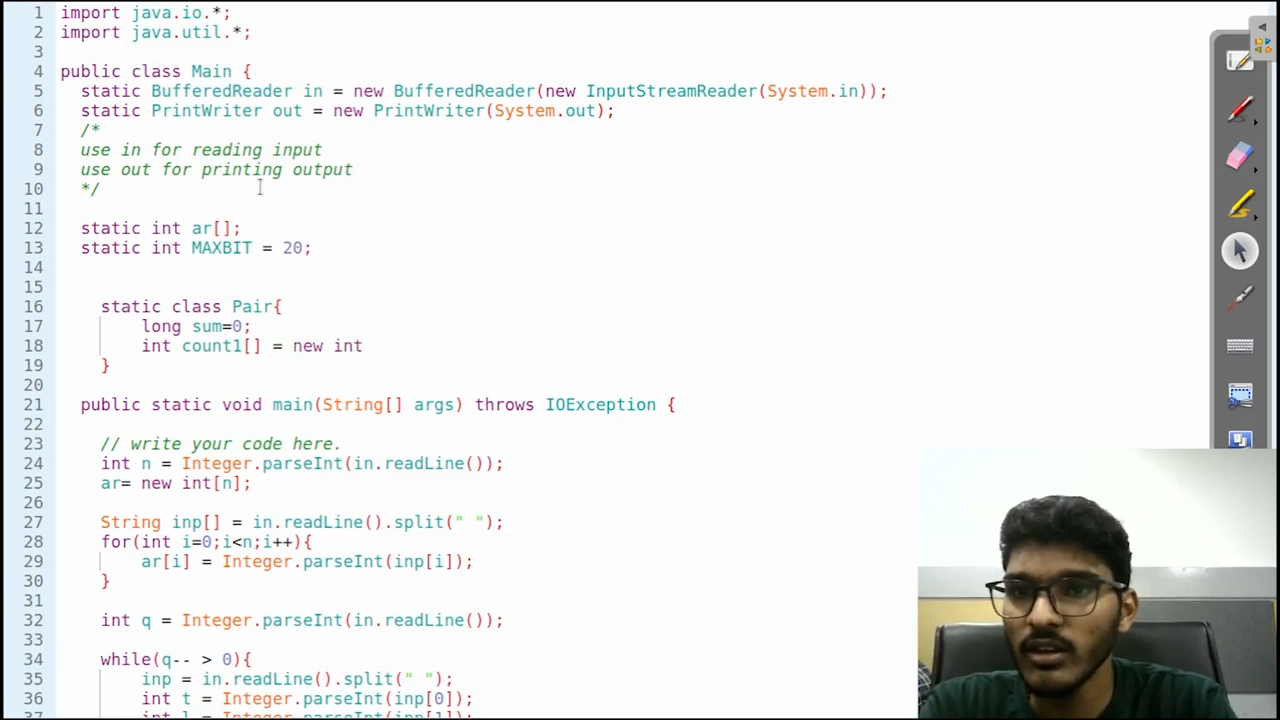 1 import java.io.*;
2 import java.util.*;
3
4 public class Main {
5 static BufferedReader in = new BufferedReader(new InputStreamReader(System.in));
6 static PrintWriter out = new PrintWriter(System.out);
7 /*
8 use in for reading input
9 use out for printing output
10 */
11
12 static int ar[];
13 static int MAXBIT = 20;
14
15
16 static class Pair{
17 long sum=0;
18 int count1[] = new int
19 }
20
21 public static void main(String[] args) throws IOException {
22
23 // write your code here.
24 int n = Integer.parseInt(in.readLine());
25 ar= new int[n];
26
27 String inp[] = in.readLine().split(" ");
28 for(int i=0;i<n;i++){
29 ar[i] = Integer.parseInt(inp[i]);
30 }
31
32 int q = Integer.parseInt(in.readLine());
33
34 while(q-- > 0){
35 inp = in.readLine().split(" ");
36 int t = Integer.parseInt(inp[0]);
37 int l = Integer.parseInt(inp[1]);